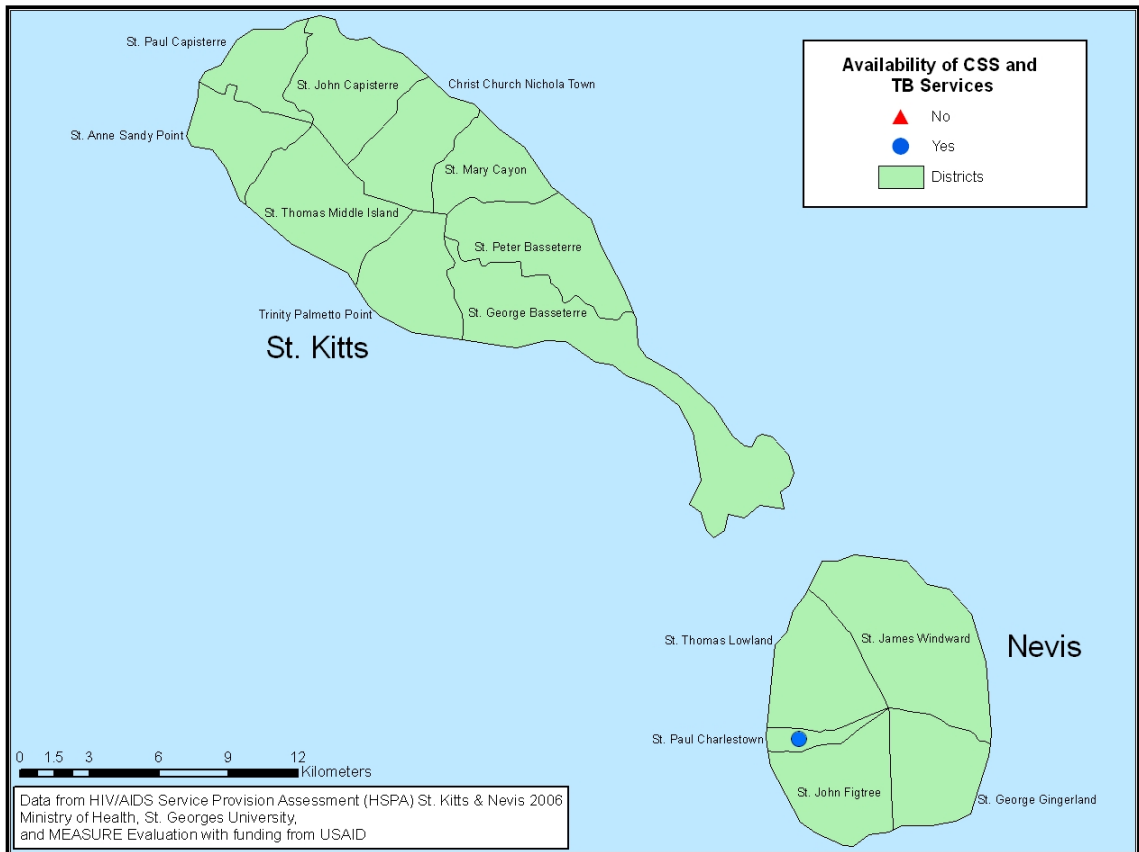 St. Paul Capisterre
St. John Capisterre
Christ Church Nichola Town
St. Anne Sandy Point
St. Mary Cayon
St. Thomas Middle Island
St. Peter Basseterre
Trinity Palmetto Point
St. George Basseterre
St. Kitts
Availability of CSS and
TB Services
No
Yes
Districts
St. Thomas Lowland
St. James Windward
Nevis
St. Paul Charlestown
St. John Figtree
St. George Gingerland
0 1.5 3 6 9 12
Kilometers
Data from HIV/AIDS Service Provision Assessment (HSPA) St. Kitts & Nevis 2006
Ministry of Health, St. Georges University,
and MEASURE Evaluation with funding from USAID